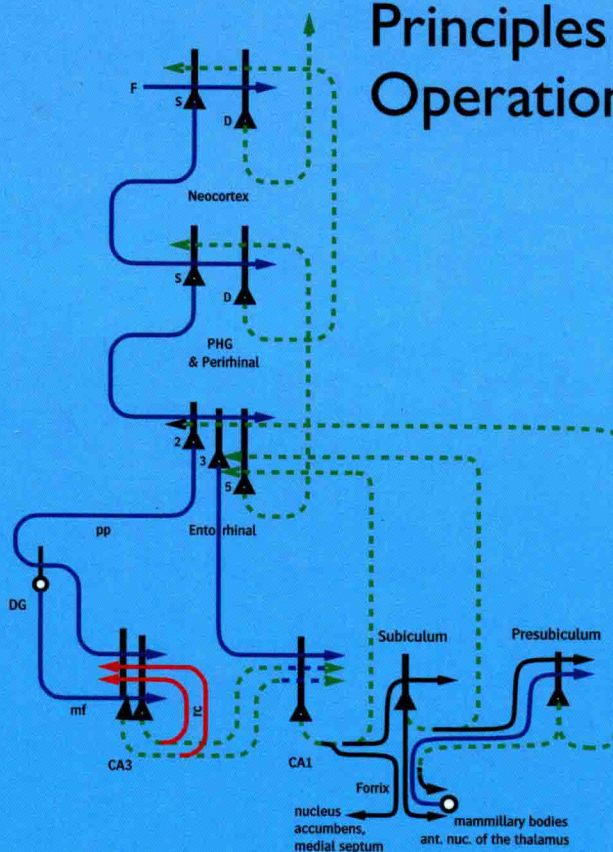 Principles
Operation
F
S
D
Neocortex
S
D
PHG
& Perirhinal
2
3
5
pp
Entorhinal
DG
Subiculum
Presubiculum
mf
rc
CA3
CA1
Forrix
nucleus
accumbens,
medial septum
mammillary bodies
ant. nuc. of the thalamus